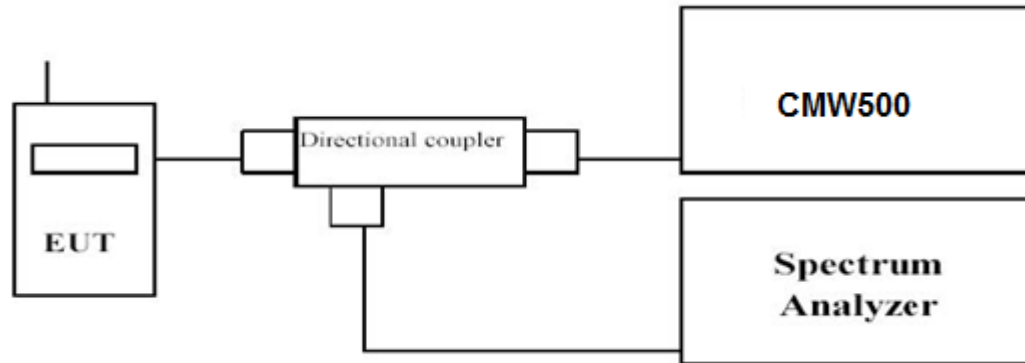 CMW500
Directional coupler
EUT
Spectrum
Analyzer